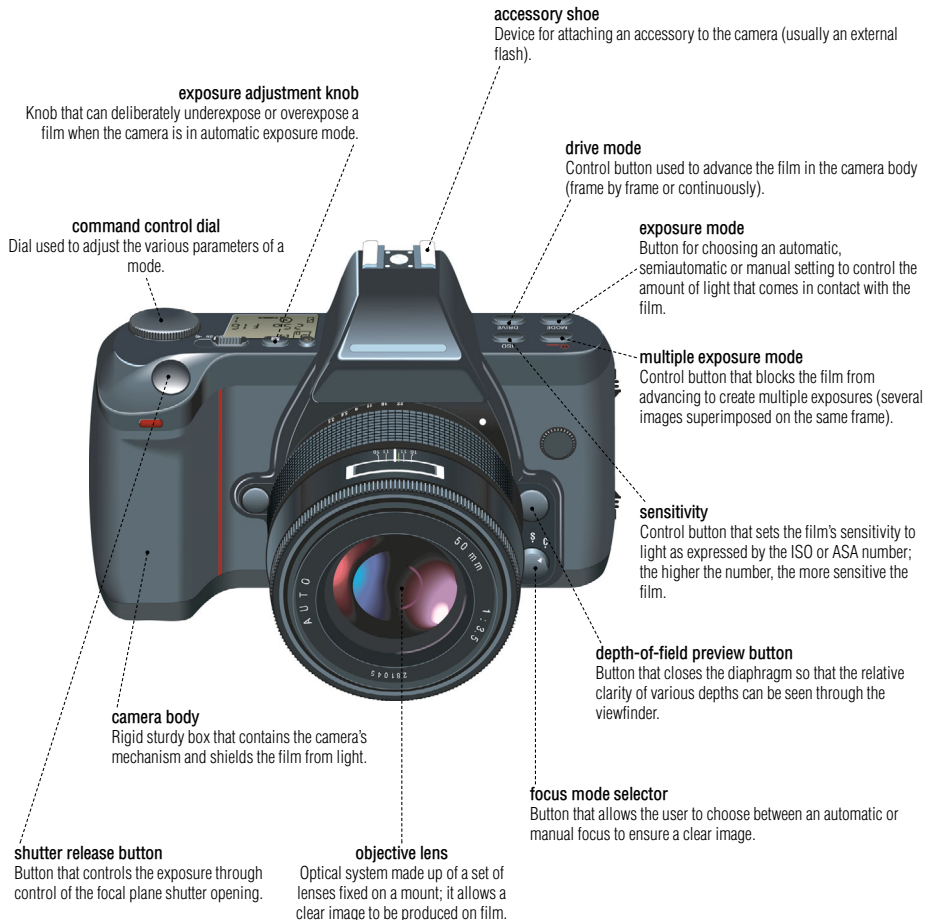 accessory shoe
Device for attaching an accessory to the camera (usually an external
flash).
exposure adjustment knob
Knob that can deliberately underexpose or overexpose a
film when the camera is in automatic exposure mode.
drive mode
Control button used to advance the film in the camera body
(frame by frame or continuously).
command control dial
Dial used to adjust the various parameters of a
mode.
exposure mode
Button for choosing an automatic,
semiautomatic or manual setting to control the
amount of light that comes in contact with the
film.
DRIVE
MODE
ISO
multiple exposure mode
Control button that blocks the film from
advancing to create multiple exposures (several
images superimposed on the same frame).
sensitivity
Control button that sets the film's sensitivity to
light as expressed by the ISO or ASA number;
the higher the number, the more sensitive the
film.
S C
AUTO
50 mm
1:3.5
281045
depth-of-field preview button
Button that closes the diaphragm so that the relative
clarity of various depths can be seen through the
viewfinder.
camera body
Rigid sturdy box that contains the camera's
mechanism and shields the film from light.
focus mode selector
Button that allows the user to choose between an automatic or
manual focus to ensure a clear image.
shutter release button
Button that controls the exposure through
control of the focal plane shutter opening.
objective lens
Optical system made up of a set of
lenses fixed on a mount; it allows a
clear image to be produced on film.